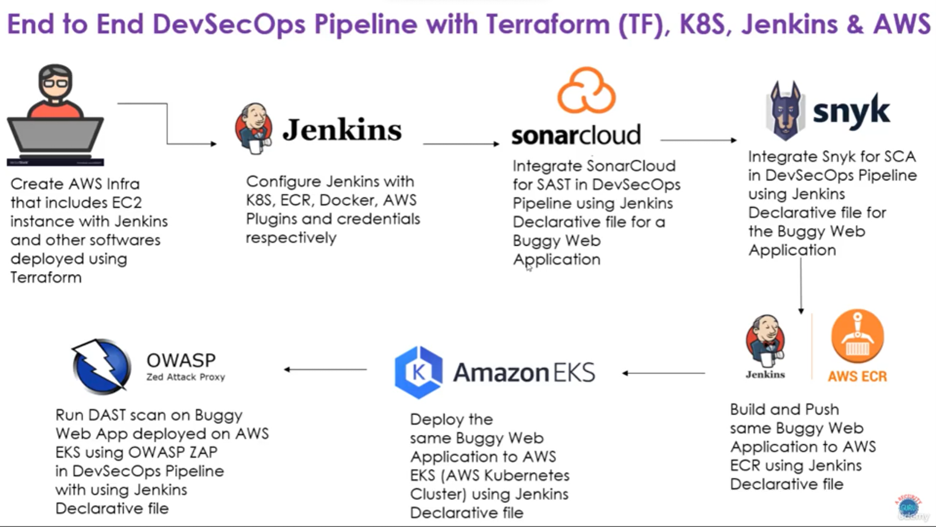 End to End DevSecOps Pipeline with Terraform (TF), K8S, Jenkins & AWS
Create AWS Infra
that includes EC2
instance with Jenkins
and other softwares
deployed using
Terraform
Jenkins
Configure Jenkins with
K8S, ECR, Docker, AWS
Plugins and credentials
respectively
sonarcloud
Integrate SonarCloud
for SAST in DevSecOps
Pipeline using Jenkins
Declarative file for a
Buggy Web
Application
snyk
Integrate Snyk for SCA
in DevSecOps Pipeline
using Jenkins
Declarative file for
the Buggy Web
Application
Jenkins
AWS ECR
Build and Push
same Buggy Web
Application to AWS
ECR using Jenkins
Declarative file
K
Amazon EKS
Deploy the
same Buggy Web
Application to AWS
EKS (AWS Kubernetes
Cluster) using Jenkins
Declarative file
OWASP
Zed Attack Proxy
Run DAST scan on Buggy
Web App deployed on AWS
EKS using OWASP ZAP
in DevSecOps Pipeline
with using Jenkins
Declarative file